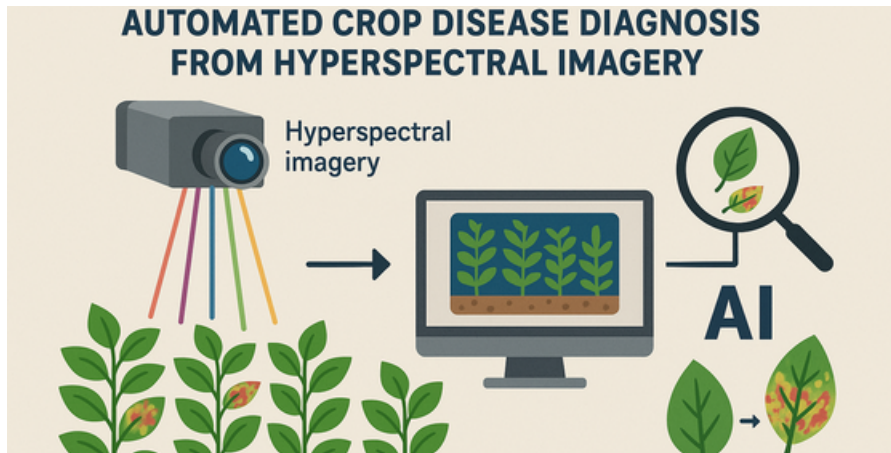 AUTOMATED CROP DISEASE DIAGNOSIS
FROM HYPERSPECTRAL IMAGERY
Hyperspectral
imagery
AI